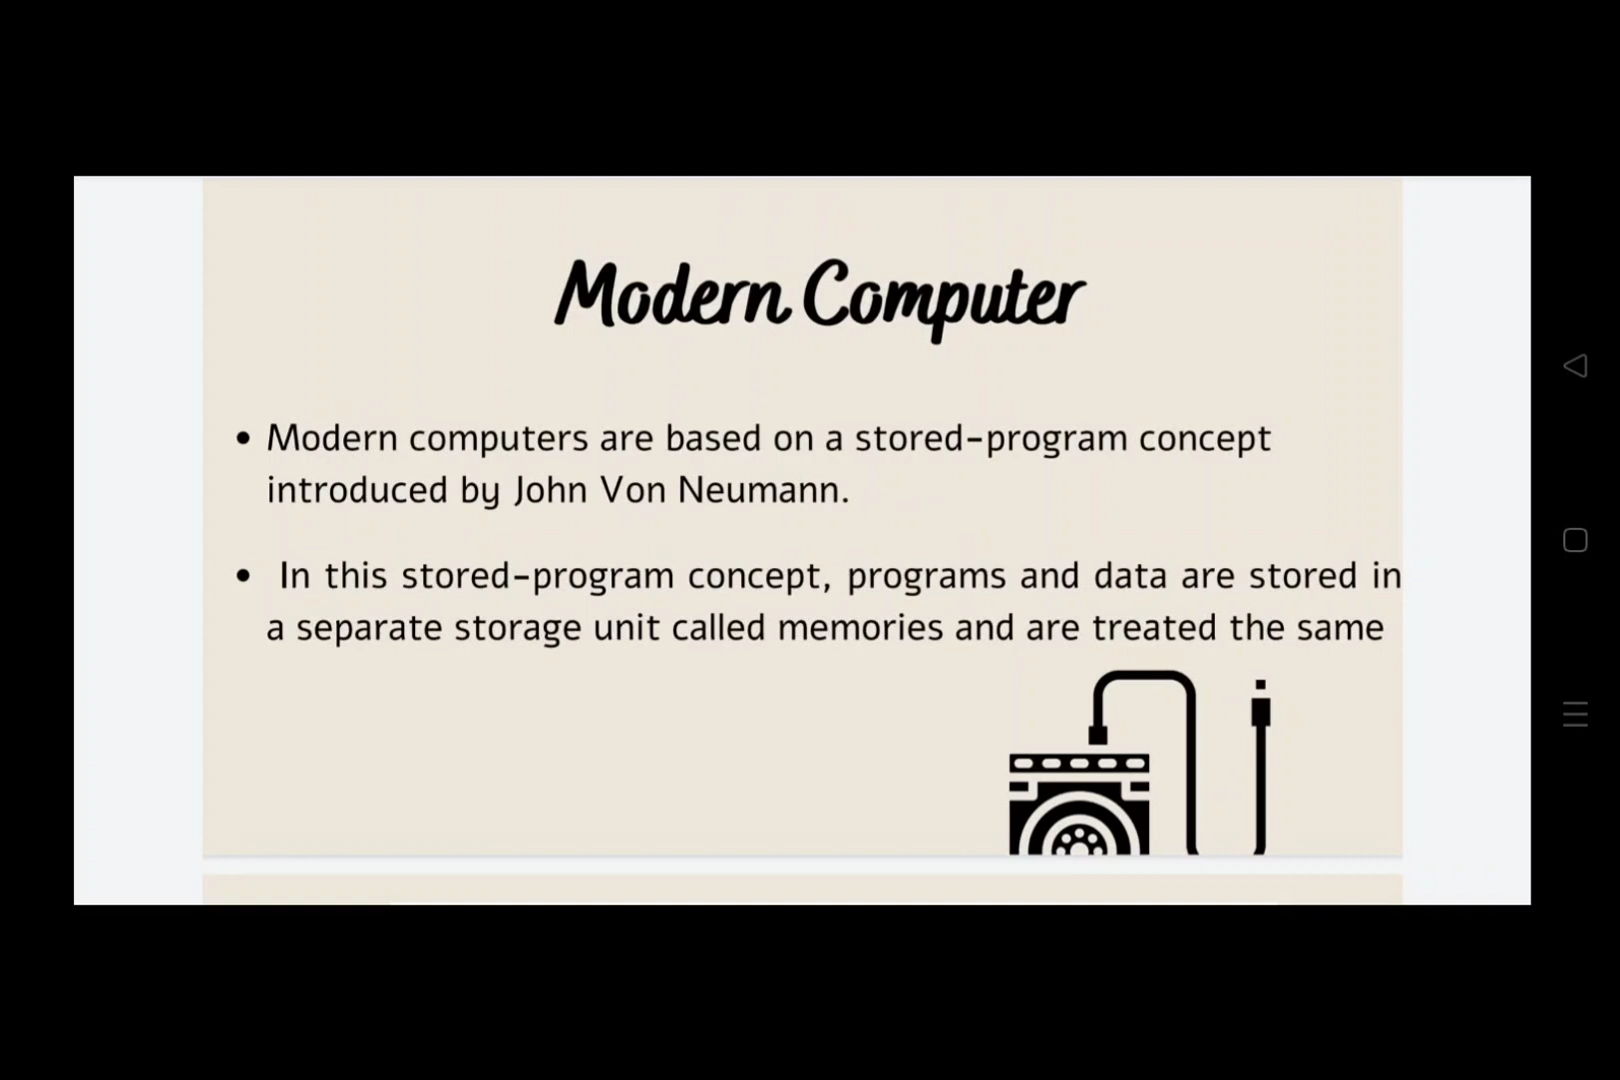 Modern Computer
• Modern computers are based on a stored-program concept
introduced by John Von Neumann.
• In this stored-program concept, programs and data are stored in
a separate storage unit called memories and are treated the same